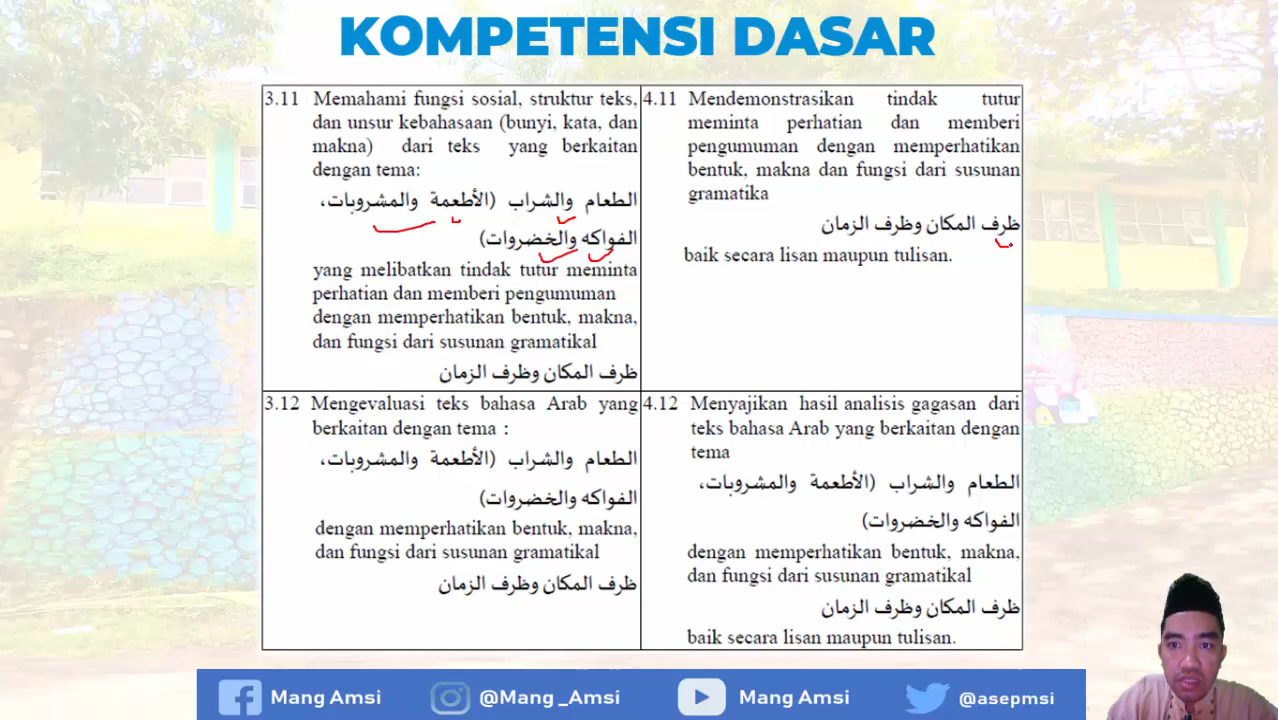 KOMPETENSI DASAR
3.11 Memahami fungsi sosial, struktur teks,
dan unsur kebahasaan (bunyi, kata, dan
makna) dari teks yang berkaitan
dengan tema:
الطعام والشراب (الأطعمة والمشروبات،
الفواكه والخضروات)
yang melibatkan tindak tutur meminta
perhatian dan memberi pengumuman
dengan memperhatikan bentuk, makna,
dan fungsi dari susunan gramatikal
ظرف المكان وظرف الزمان
4.11 Mendemonstrasikan tindak tutur
meminta perhatian dan memberi
pengumuman dengan memperhatikan
bentuk, makna dan fungsi dari susunan
gramatika
ظرف المكان وظرف الزمان
baik secara lisan maupun tulisan.
3.12 Mengevaluasi teks bahasa Arab yang
berkaitan dengan tema :
الطعام والشراب (الأطعمة والمشروبات،
الفواكه والخضروات)
dengan memperhatikan bentuk, makna,
dan fungsi dari susunan gramatikal
ظرف المكان وظرف الزمان
4.12 Menyajikan hasil analisis gagasan dari
teks bahasa Arab yang berkaitan dengan
tema
الطعام والشراب (الأطعمة والمشروبات،
الفواكه والخضروات)
dengan memperhatikan bentuk, makna,
dan fungsi dari susunan gramatikal
ظرف المكان وظرف الزمان
baik secara lisan maupun tulisan.
Mang Amsi
@Mang _Amsi
Mang Amsi
@asepmsi